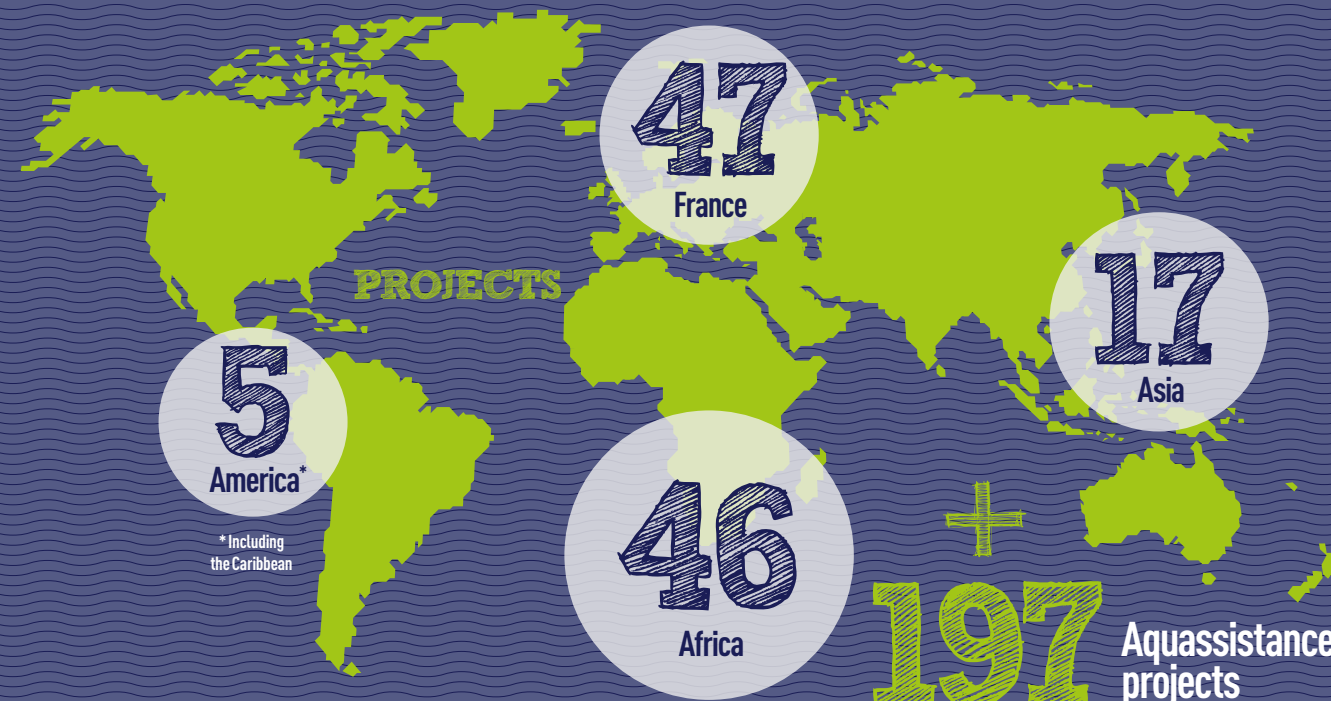 47
France
PROJECTS
17
Asia
5
America*
* Including
the Caribbean
46
Africa
+
197
Aquassistance
projects